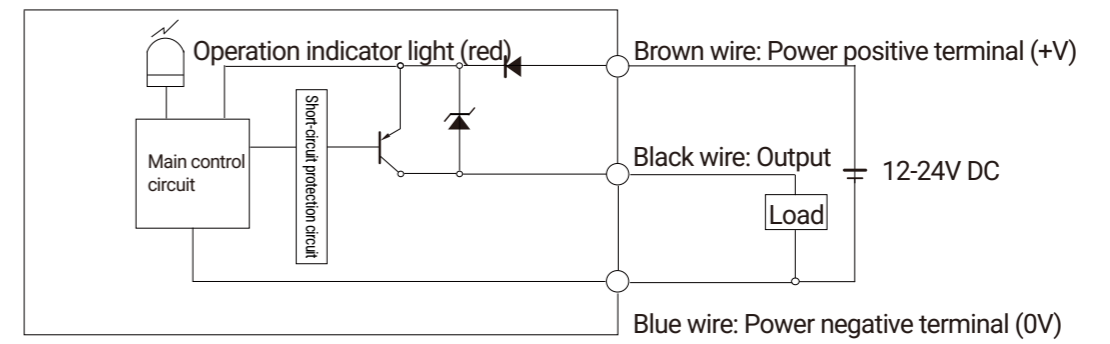 Operation indicator light (red)
Brown wire: Power positive terminal (+V)
Main control
circuit
Short-circuit protection circuit
Black wire: Output
12-24V DC
Load
Blue wire: Power negative terminal (0V)